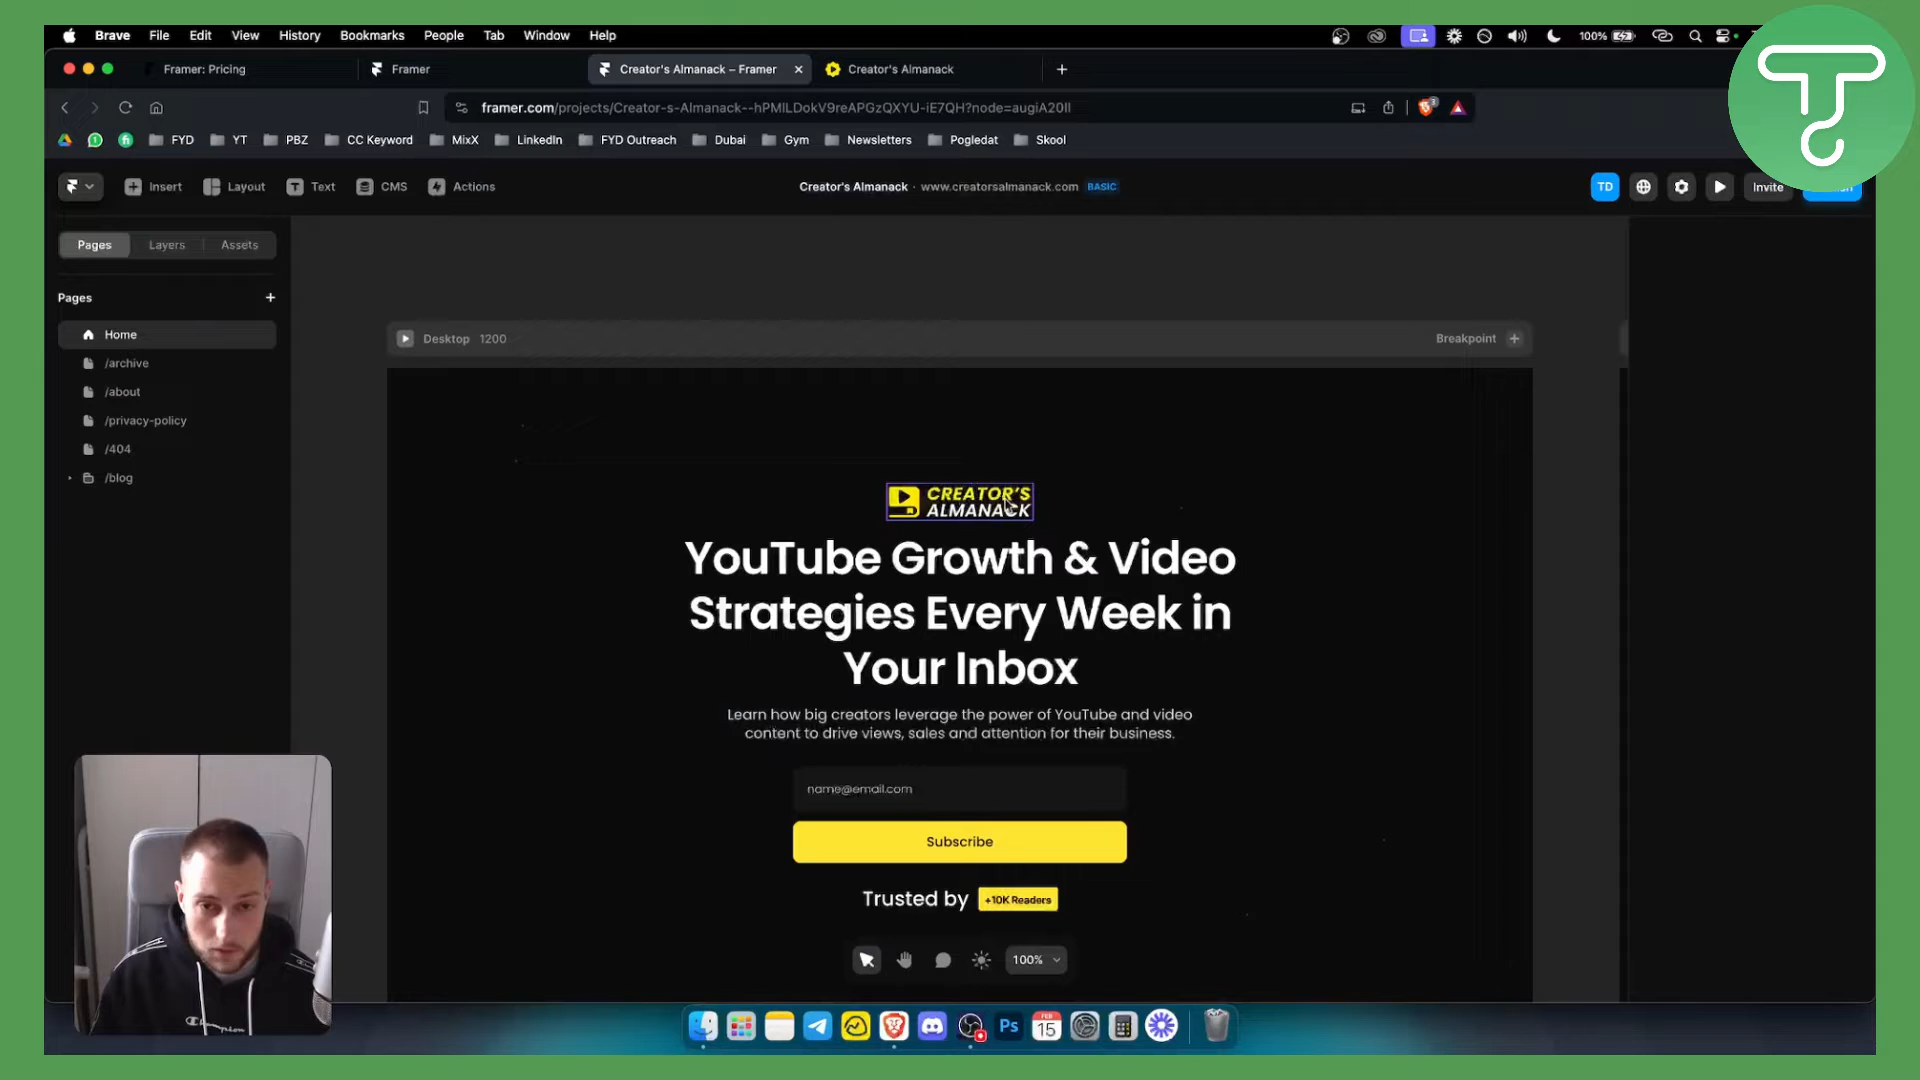 Brave File Edit View History Bookmarks People Tab Window Help 100%
Framer: Pricing Framer Creator's Almanack – Framer Creator's Almanack
framer.com/projects/Creator-s-Almanack--hPMILDokV9reAPGzQXYU-iE7QH?node=augiA20Il
FYD YT PBZ CC Keyword MixX LinkedIn FYD Outreach Dubai Gym Newsletters Pogledat Skool
Insert Layout Text CMS Actions Creator's Almanack · www.creatorsalmanack.com BASIC TD Invite
Pages Layers Assets
Pages
Home
/archive
/about
/privacy-policy
/404
/blog
Desktop 1200 Breakpoint
CREATOR'S
ALMANACK
YouTube Growth & Video
Strategies Every Week in
Your Inbox
Learn how big creators leverage the power of YouTube and video
content to drive views, sales and attention for their business.
name@email.com
Subscribe
Trusted by +10K Readers
100%
Champion
Ps
FEB
15